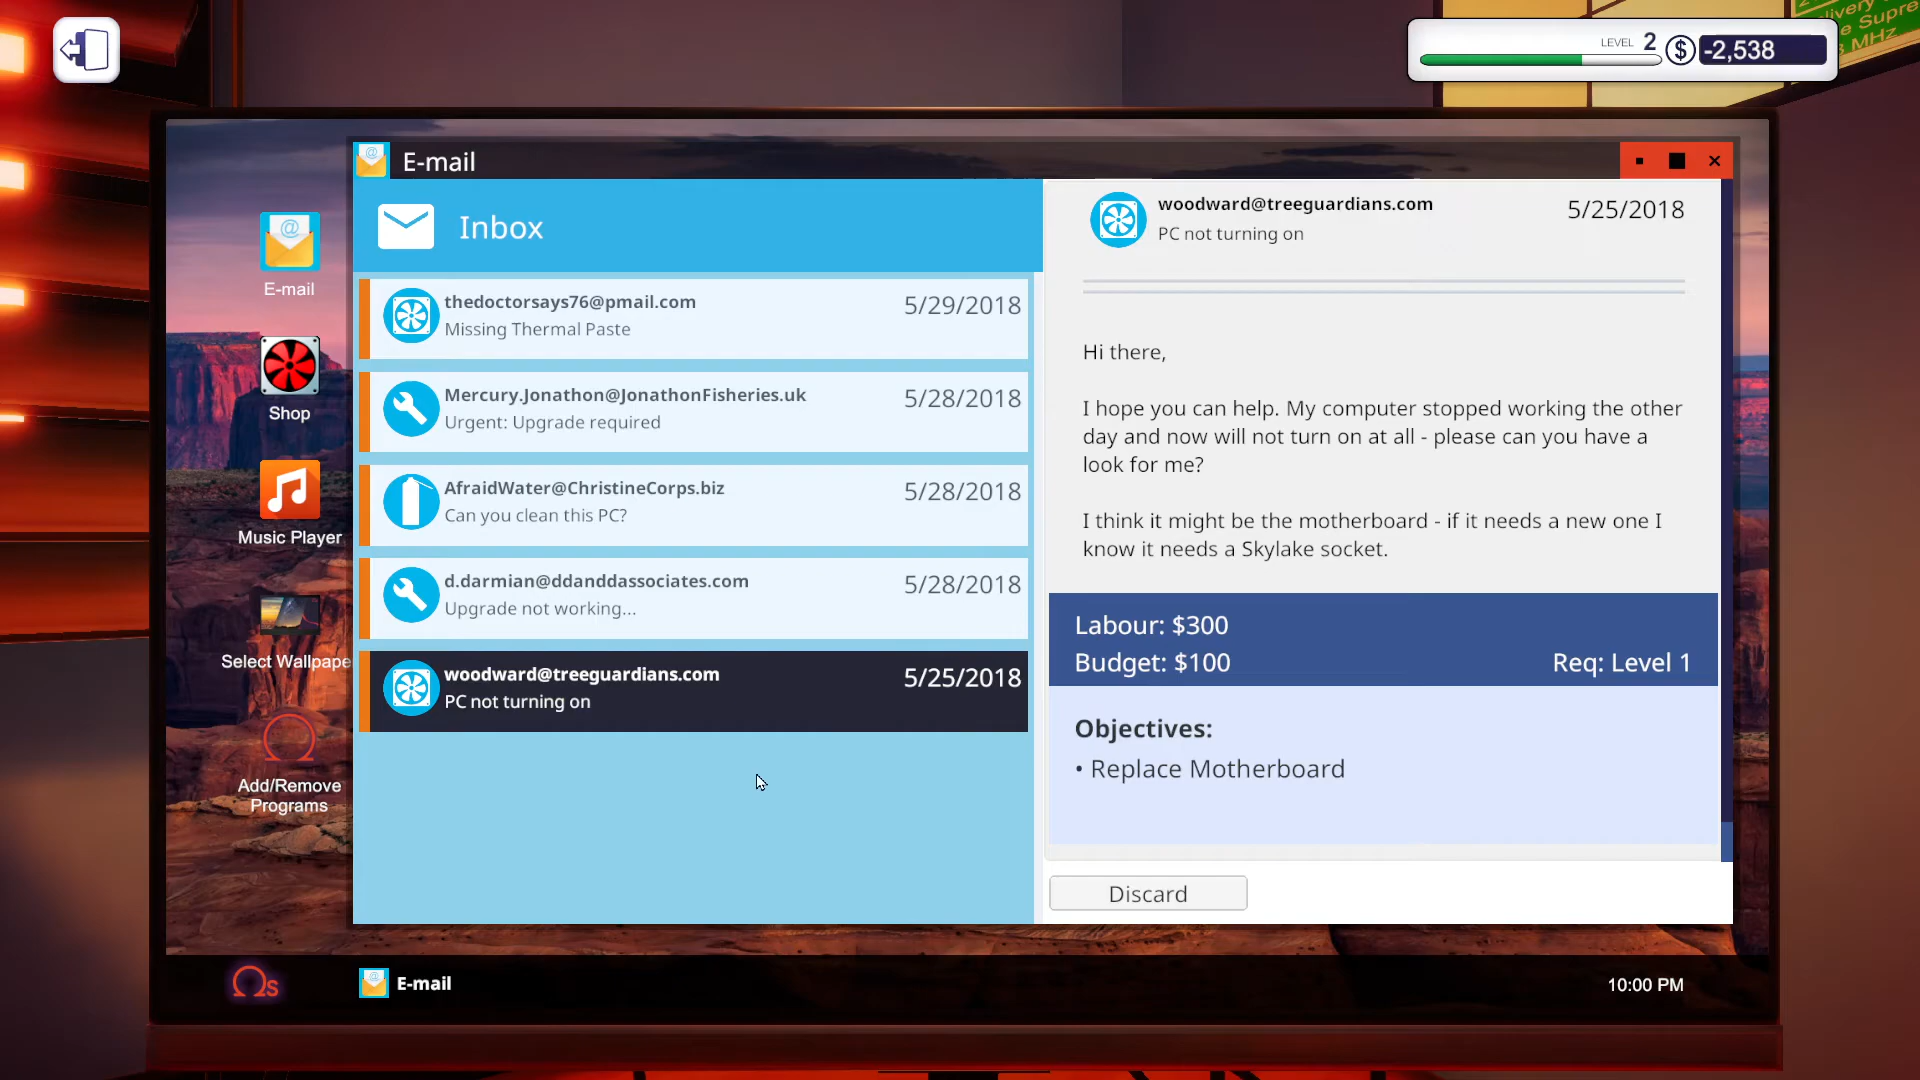 LEVEL 2
$ -2,538
livery
e Supre
MHz
E-mail
E-mail
Shop
Music Player
Select Wallpape
Add/Remove
Programs
Inbox
thedoctorsays76@pmail.com
5/29/2018
Missing Thermal Paste
Mercury.Jonathon@JonathonFisheries.uk
5/28/2018
Urgent: Upgrade required
AfraidWater@ChristineCorps.biz
5/28/2018
Can you clean this PC?
d.darmian@ddanddassociates.com
5/28/2018
Upgrade not working...
woodward@treeguardians.com
5/25/2018
PC not turning on
woodward@treeguardians.com
5/25/2018
PC not turning on
Hi there,
I hope you can help. My computer stopped working the other
day and now will not turn on at all - please can you have a
look for me?
I think it might be the motherboard - if it needs a new one I
know it needs a Skylake socket.
Labour: $300
Budget: $100
Req: Level 1
Objectives:
• Replace Motherboard
Discard
Ωs
E-mail
10:00 PM